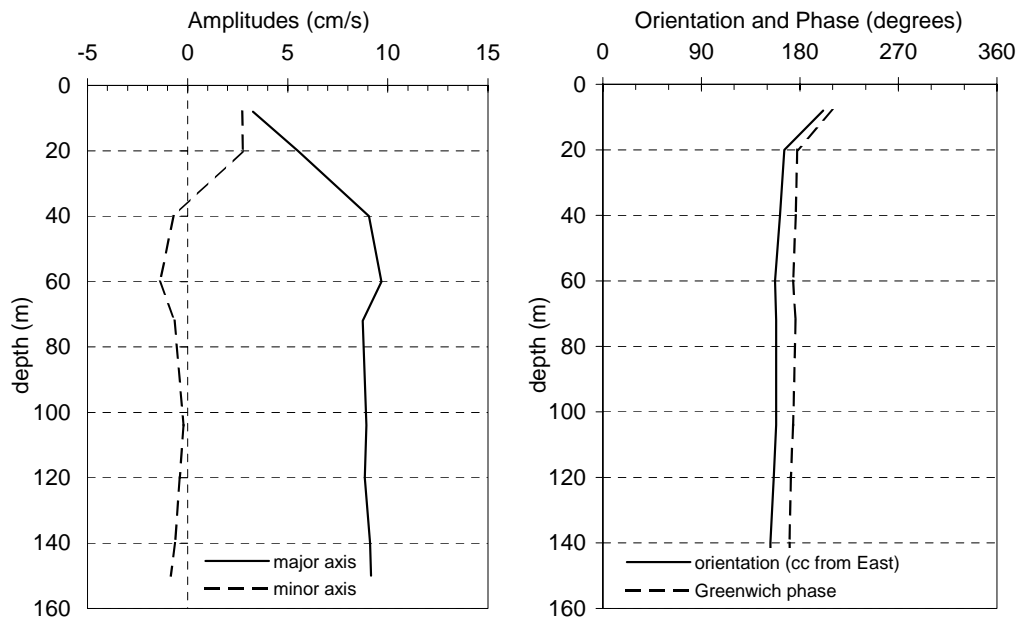 Amplitudes (cm/s)
-5 0 5 10 15
0
20
40
60
80
100
120
140
160
depth (m)
major axis
minor axis
Orientation and Phase (degrees)
0 90 180 270 360
0
20
40
60
80
100
120
140
160
depth (m)
orientation (cc from East)
Greenwich phase